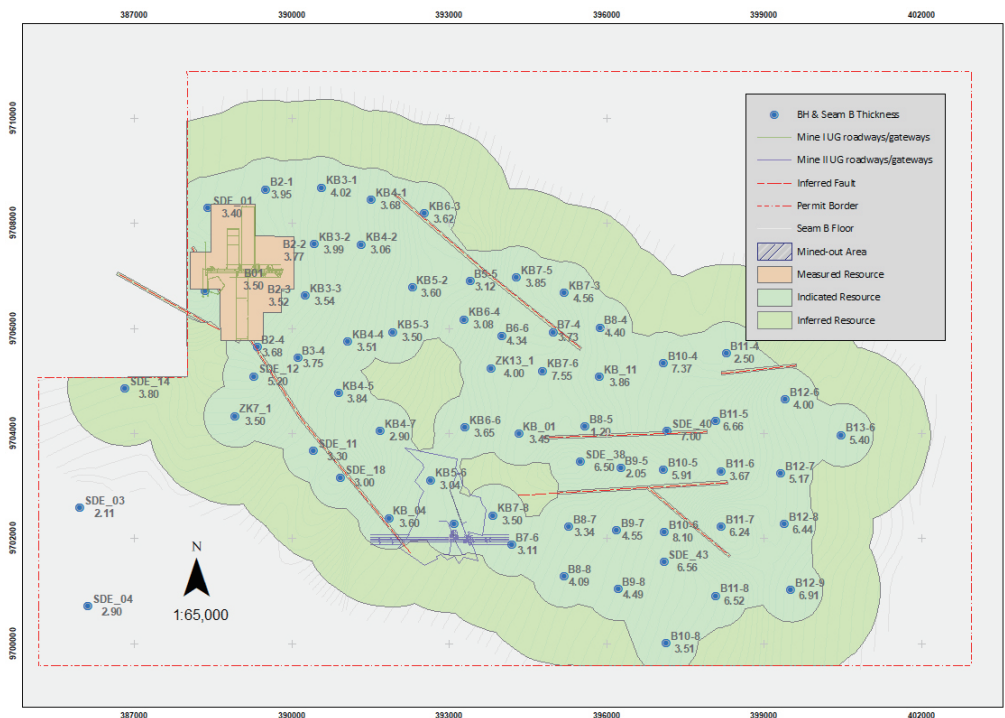 387000 390000 393000 396000 399000 402000
9710000
9708000
9706000
9704000
9702000
9700000
BH & Seam B Thickness
Mine I UG roadways/gateways
Mine II UG roadways/gateways
Inferred Fault
Permit Border
Seam B Floor
Mined-out Area
Measured Resource
Indicated Resource
Inferred Resource
B2-1
3.95
KB3-1
4.02
KB4-1
3.68
KB6-3
3.62
SDE_01
3.40
B2-2
3.77
KB3-2
3.99
KB4-2
3.06
B01
3.50
B2-3
3.52
KB3-3
3.54
KB5-2
3.60
B5-5
3.12
KB7-5
3.85
KB7-3
4.56
B2-4
3.68
B3-4
3.75
KB4-4
3.51
KB5-3
3.50
KB6-4
3.08
B6-6
4.34
B7-4
3.73
B8-4
4.40
SDE_12
5.20
SDE_14
3.80
KB4-5
3.84
ZK13_1
4.00
KB7-6
7.55
KB_11
3.86
B10-4
7.37
B11-4
2.50
B12-6
4.00
ZK7_1
3.50
KB4-7
2.90
KB6-6
3.65
KB_01
3.45
B8-5
1.20
SDE_40
7.00
B11-5
6.66
B13-6
5.40
SDE_11
3.30
SDE_18
3.00
KB5-6
3.04
SDE_38
6.50
B9-5
2.05
B10-5
5.91
B11-6
3.67
B12-7
5.17
SDE_03
2.11
KB_04
3.60
KB7-8
3.50
B7-6
3.11
B8-7
3.34
B9-7
4.55
B10-6
8.10
B11-7
6.24
B12-8
6.44
SDE_43
6.56
B8-8
4.09
B9-8
4.49
B11-8
6.52
B12-9
6.91
SDE_04
2.90
B10-8
3.51
N
1:65,000
387000 390000 393000 396000 399000 402000